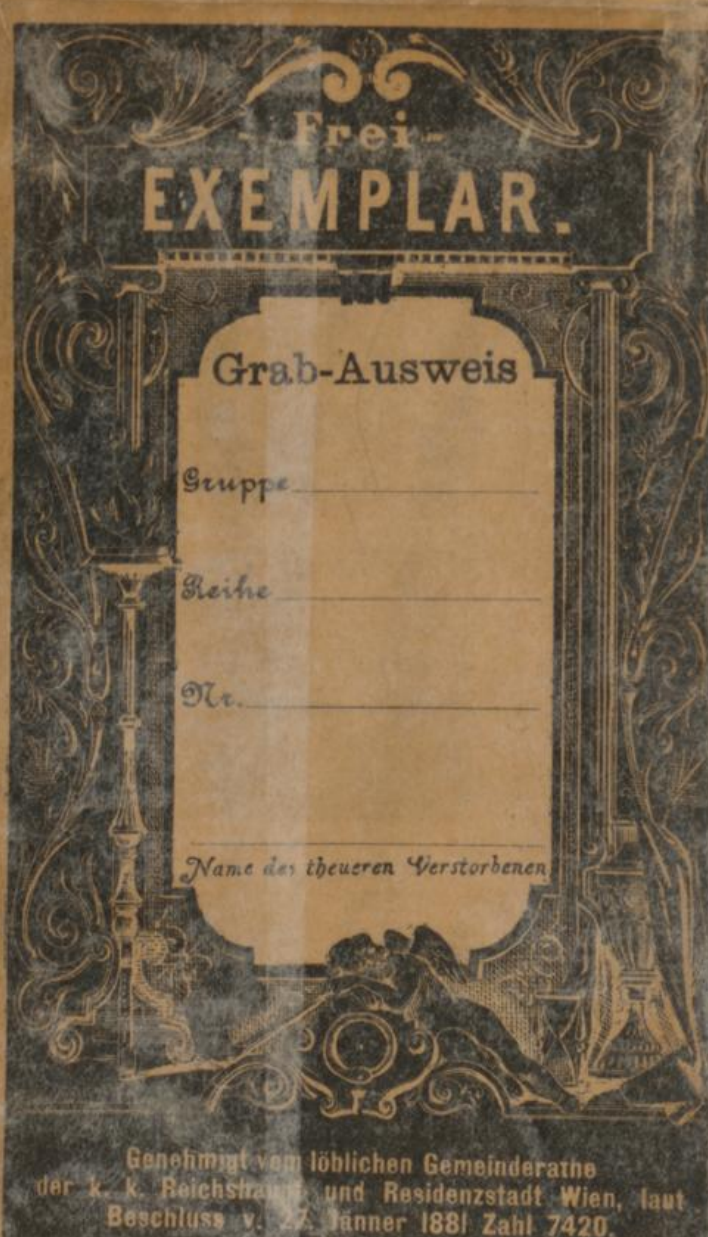 - Frei -
EXEMPLAR.
Grab-Ausweis
Gruppe
Reihe
Nr.
Name des theueren Verstorbenen
Genehmigt vom löblichen Gemeinderathe
der k. k. Reichshaupt und Residenzstadt Wien, laut
Beschluss v. 27. Jänner 1881 Zahl 7420.